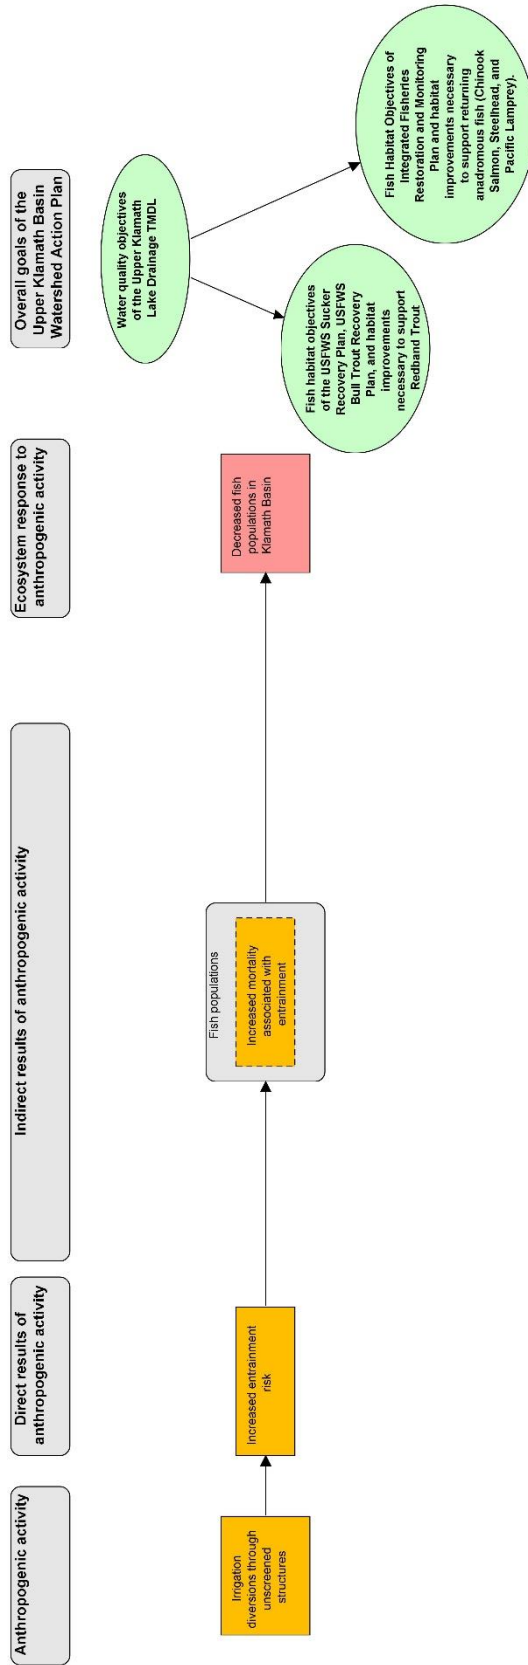 Anthropogenic activity
Direct results of
anthropogenic activity
Indirect results of anthropogenic activity
Ecosystem response to
anthropogenic activity
Overall goals of the
Upper Klamath Basin
Watershed Action Plan
Irrigation
diversions through
unscreened
structures
Increased entrainment
risk
Fish populations
Increased mortality
associated with
entrainment
Decreased fish
populations in
Klamath Basin
Water quality objectives
of the Upper Klamath
Lake Drainage TMDL
Fish habitat objectives
of the USFWS Sucker
Recovery Plan, USFWS
Bull Trout Recovery
Plan, and habitat
improvements
necessary to support
Redband Trout
Fish Habitat Objectives of
Integrated Fisheries
Restoration and Monitoring
Plan and habitat
improvements necessary
to support returning
anadromous fish (Chinook
Salmon, Steelhead, and
Pacific Lamprey).